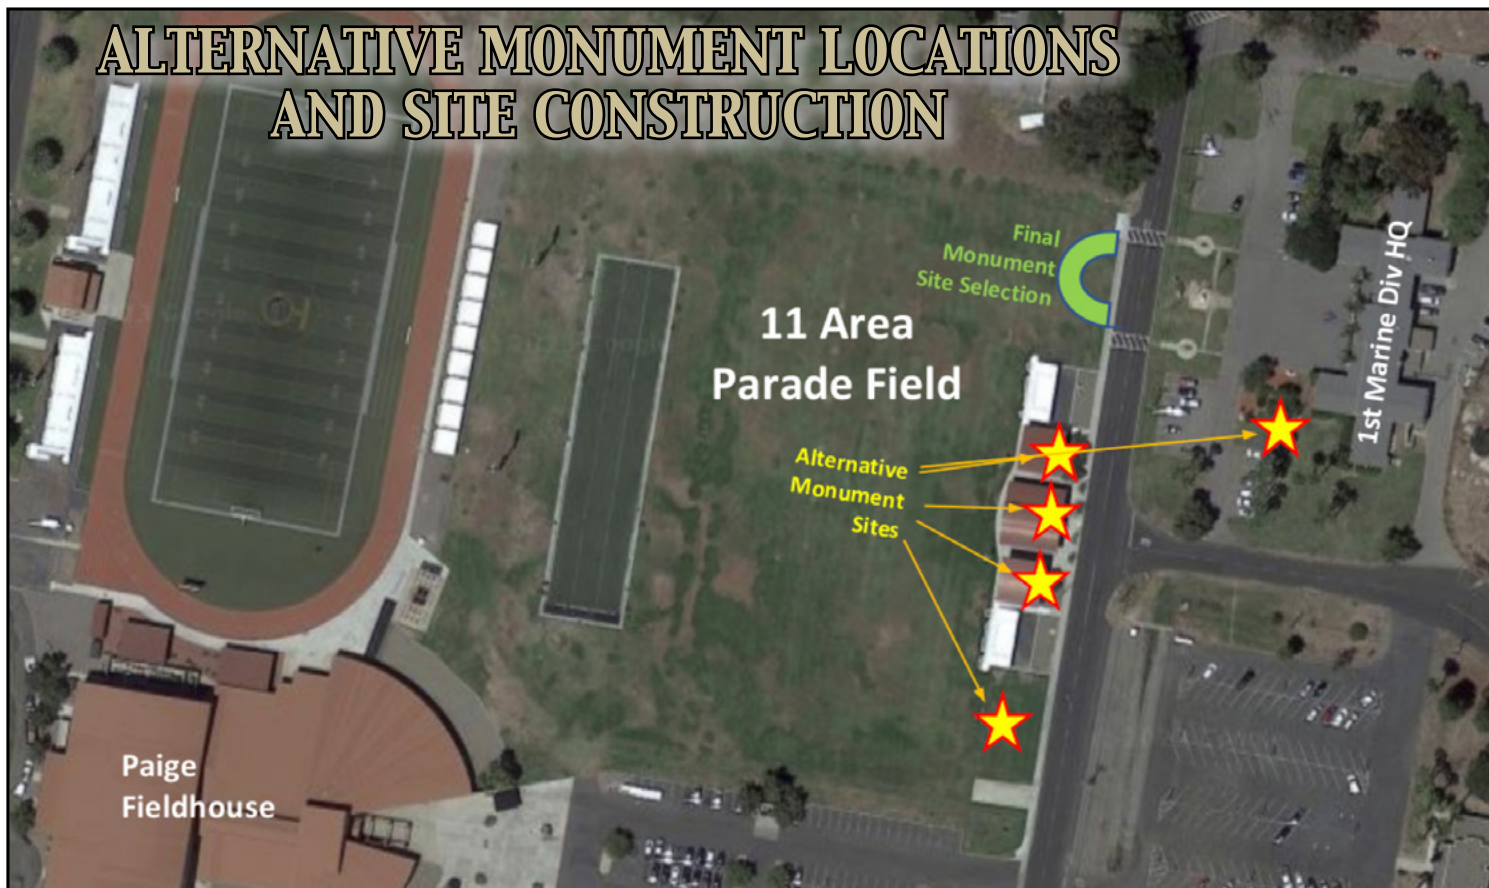 ALTERNATIVE MONUMENT LOCATIONS
AND SITE CONSTRUCTION
Final
Monument
Site Selection
11 Area
Parade Field
1st Marine Div HQ
Alternative
Monument
Sites
Paige
Fieldhouse